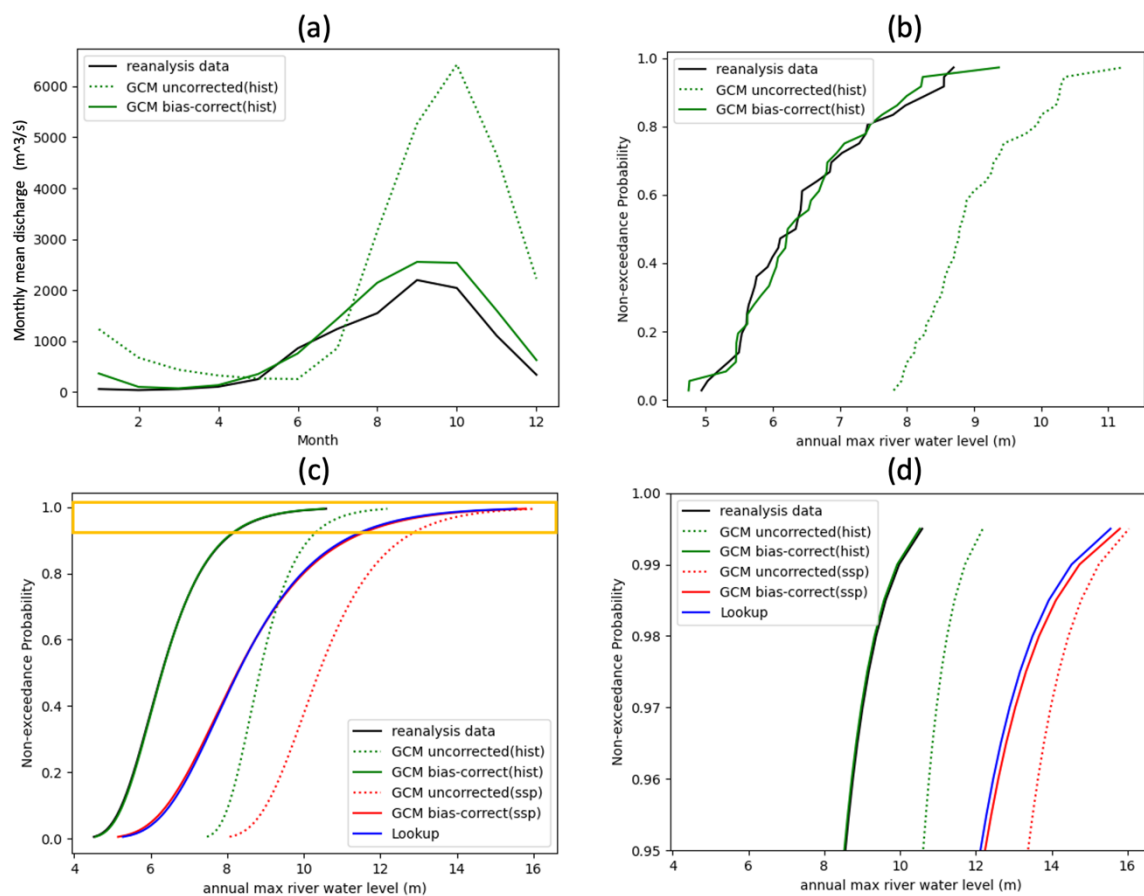 (a)
reanalysis data
GCM uncorrected(hist)
GCM bias-correct(hist)
6000
5000
4000
3000
2000
1000
0
Monthly mean discharge (m^3/s)
2
4
6
8
10
12
Month
(b)
reanalysis data
GCM uncorrected(hist)
GCM bias-correct(hist)
1.0
0.8
0.6
0.4
0.2
0.0
Non-exceedance Probability
5
6
7
8
9
10
11
annual max river water level (m)
(c)
1.0
0.8
0.6
0.4
0.2
0.0
Non-exceedance Probability
reanalysis data
GCM uncorrected(hist)
GCM bias-correct(hist)
GCM uncorrected(ssp)
GCM bias-correct(ssp)
Lookup
4
6
8
10
12
14
16
annual max river water level (m)
(d)
1.00
0.99
0.98
0.97
0.96
0.95
Non-exceedance Probability
reanalysis data
GCM uncorrected(hist)
GCM bias-correct(hist)
GCM uncorrected(ssp)
GCM bias-correct(ssp)
Lookup
4
6
8
10
12
14
16
annual max river water level (m)